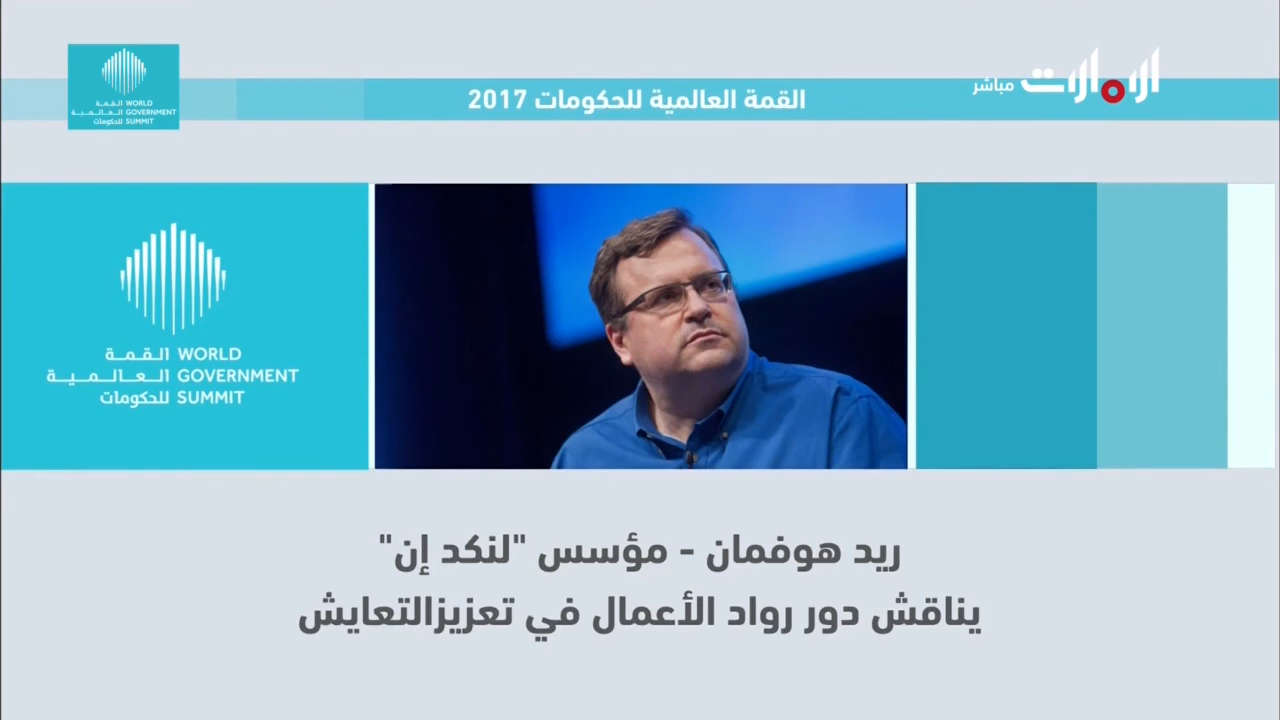 القمة WORLD
العالمية GOVERNMENT
للحكومات SUMMIT
القمة العالمية للحكومات 2017
الإمارات
مباشر
القمة WORLD
العالمية GOVERNMENT
للحكومات SUMMIT
ريد هوفمان - مؤسس "لنكد إن"
يناقش دور رواد الأعمال في تعزيزالتعايش